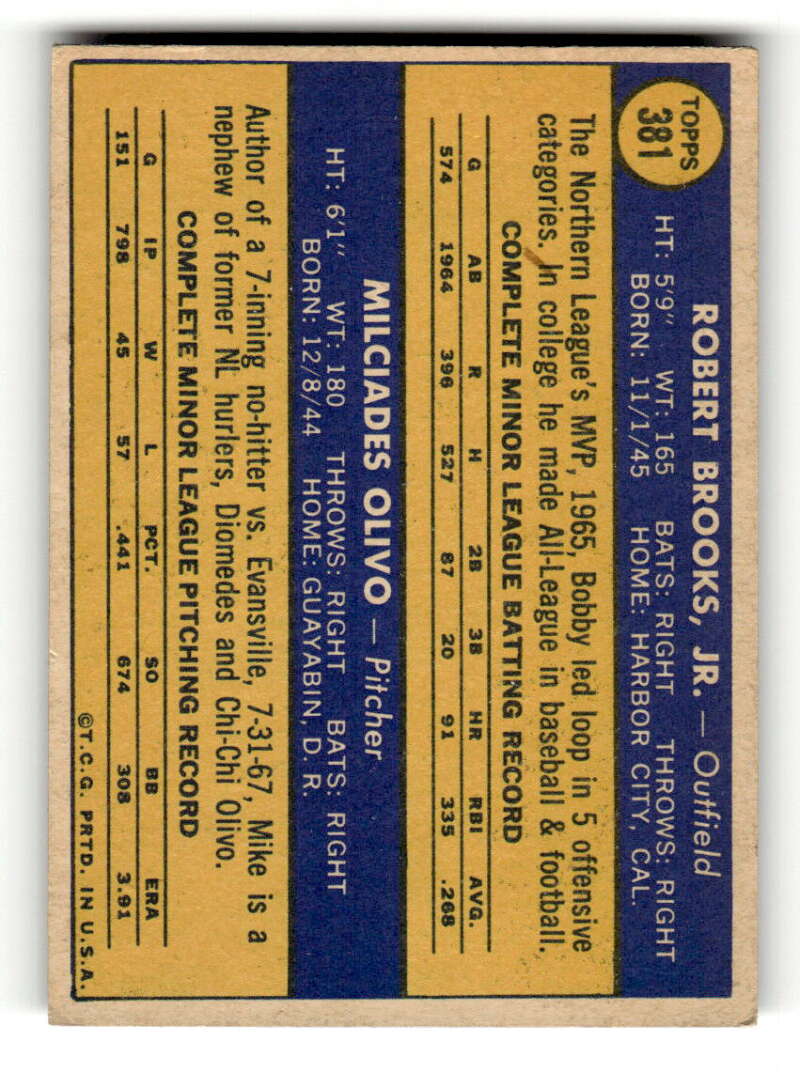 TOPPS
381
ROBERT BROOKS, JR. — Outfield
HT: 5'9" WT: 165 BATS: RIGHT THROWS: RIGHT
BORN: 11/1/45 HOME: HARBOR CITY, CAL.
The Northern League's MVP, 1965, Bobby led loop in 5 offensive
categories. In college he made All-League in baseball & football.
COMPLETE MINOR LEAGUE BATTING RECORD
G AB R H 2B 3B HR RBI AVG.
574 1964 396 527 87 20 91 335 .268
MILCIADES OLIVO — Pitcher
HT: 6'1" WT: 180 THROWS: RIGHT BATS: RIGHT
BORN: 12/8/44 HOME: GUAYABIN, D. R.
Author of a 7-inning no-hitter vs. Evansville, 7-31-67, Mike is a
nephew of former NL hurlers, Diomedes and Chi-Chi Olivo.
COMPLETE MINOR LEAGUE PITCHING RECORD
G IP W L PCT. SO BB ERA
151 798 45 57 .441 674 308 3.91
©T.C.G. PRTD. IN U.S.A.